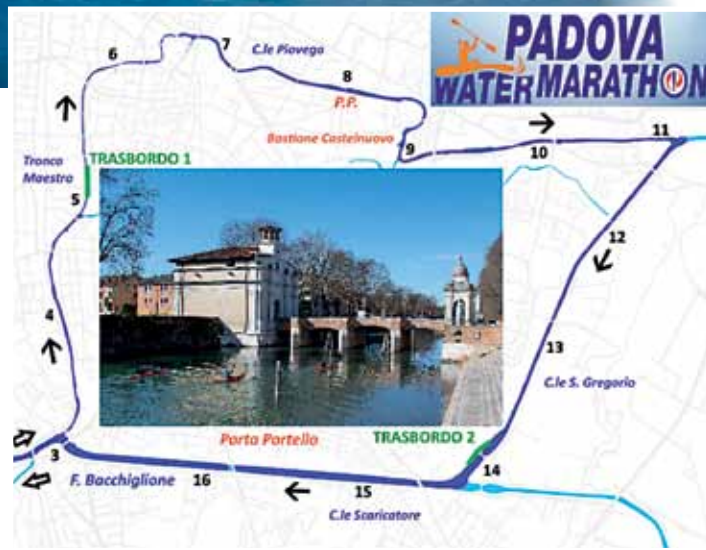 PADOVA
WATER MARATHON
6
7
C.le Piovego
8
P.P.
Bastione Castelnuovo
9
10
11
Tronco
Maestro
TRASBORDO 1
5
12
4
13
C.le S. Gregorio
Porta Portello
TRASBORDO 2
3
F. Bacchiglione
16
15
14
C.le Scaricatore